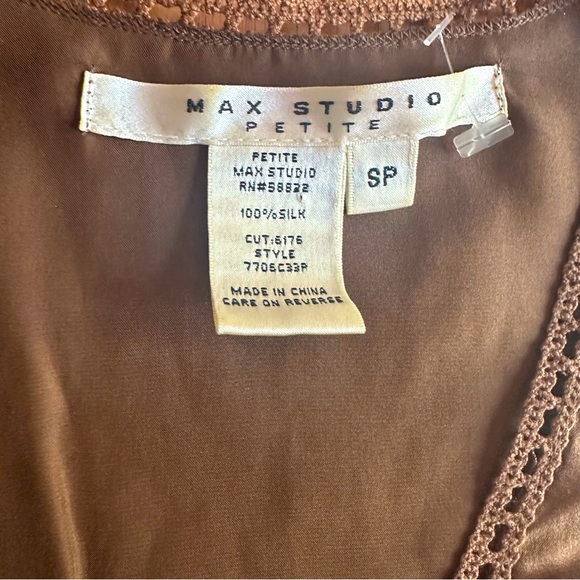 MAX STUDIO
PETITE
PETITE
MAX STUDIO
RN#58822
100%SILK
CUT:6176
STYLE
7706C33P
MADE IN CHINA
CARE ON REVERSE
SP